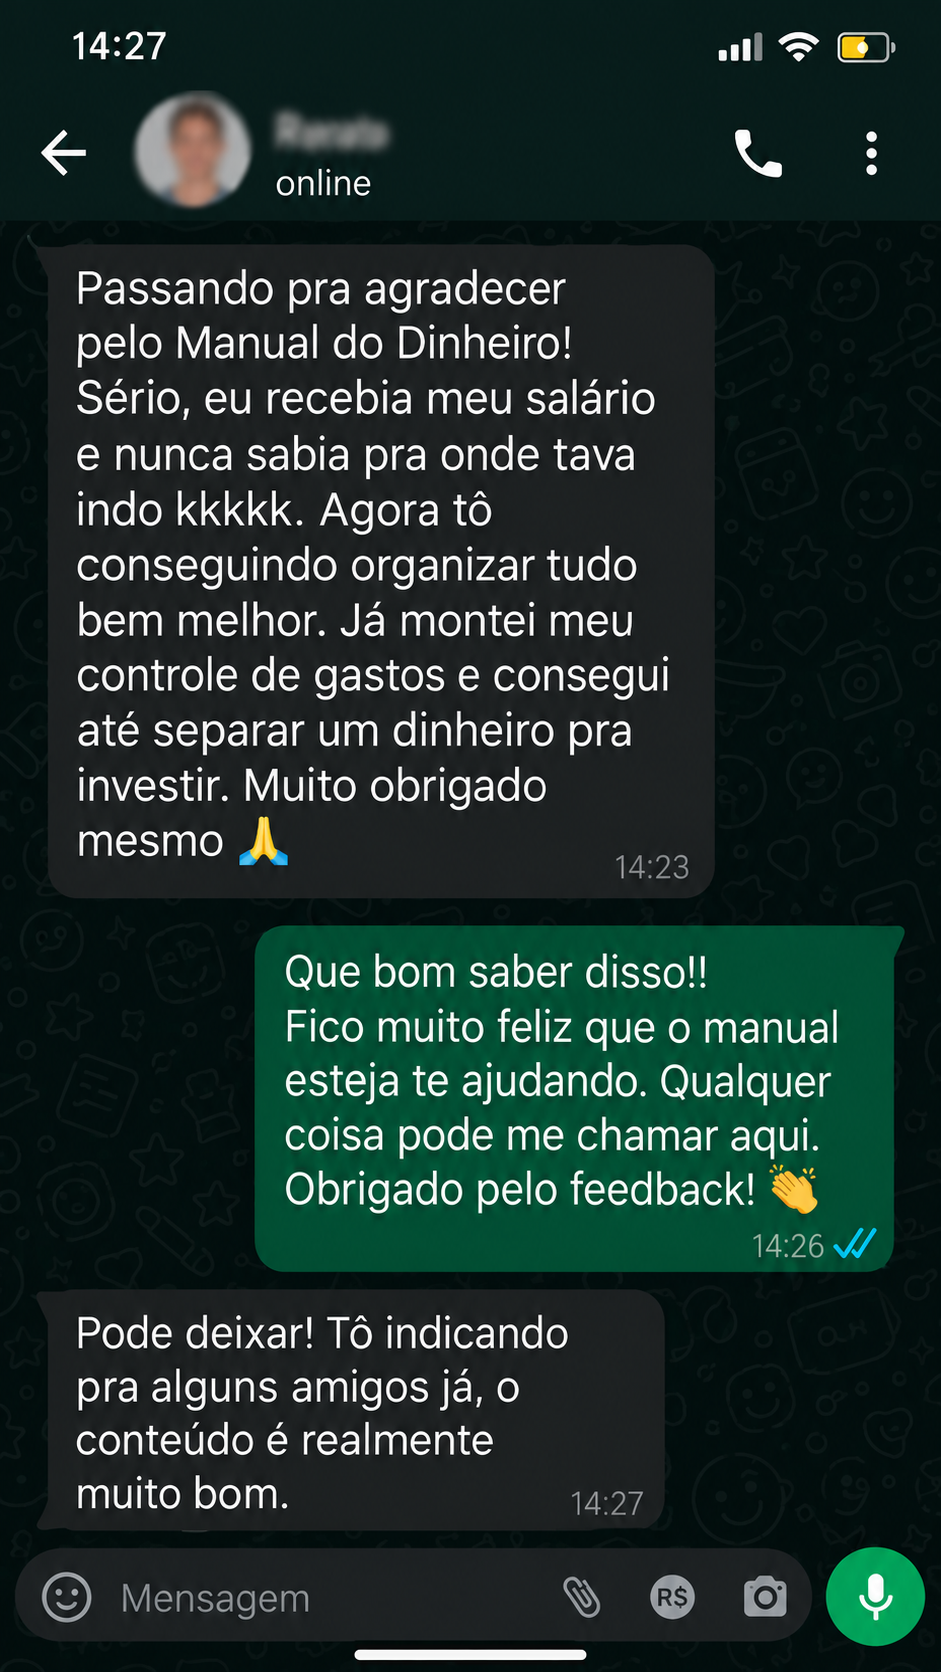 14:27
online
Passando pra agradecer
pelo Manual do Dinheiro!
Sério, eu recebia meu salário
e nunca sabia pra onde tava
indo kkkkk. Agora tô
conseguindo organizar tudo
bem melhor. Já montei meu
controle de gastos e consegui
até separar um dinheiro pra
investir. Muito obrigado
mesmo 🙏
14:23
Que bom saber disso!!
Fico muito feliz que o manual
esteja te ajudando. Qualquer
coisa pode me chamar aqui.
Obrigado pelo feedback! 👏
14:26
Pode deixar! Tô indicando
pra alguns amigos já, o
conteúdo é realmente
muito bom.
14:27
Mensagem
R$